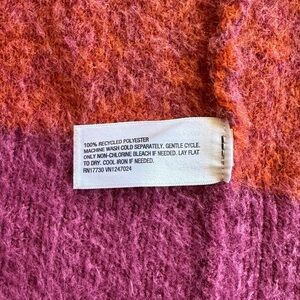 100% RECYCLED POLYESTER
MACHINE WASH COLD SEPARATELY. GENTLE CYCLE.
ONLY NON-CHLORINE BLEACH IF NEEDED. LAY FLAT
TO DRY. COOL IRON IF NEEDED.
RN17730 VN1247024